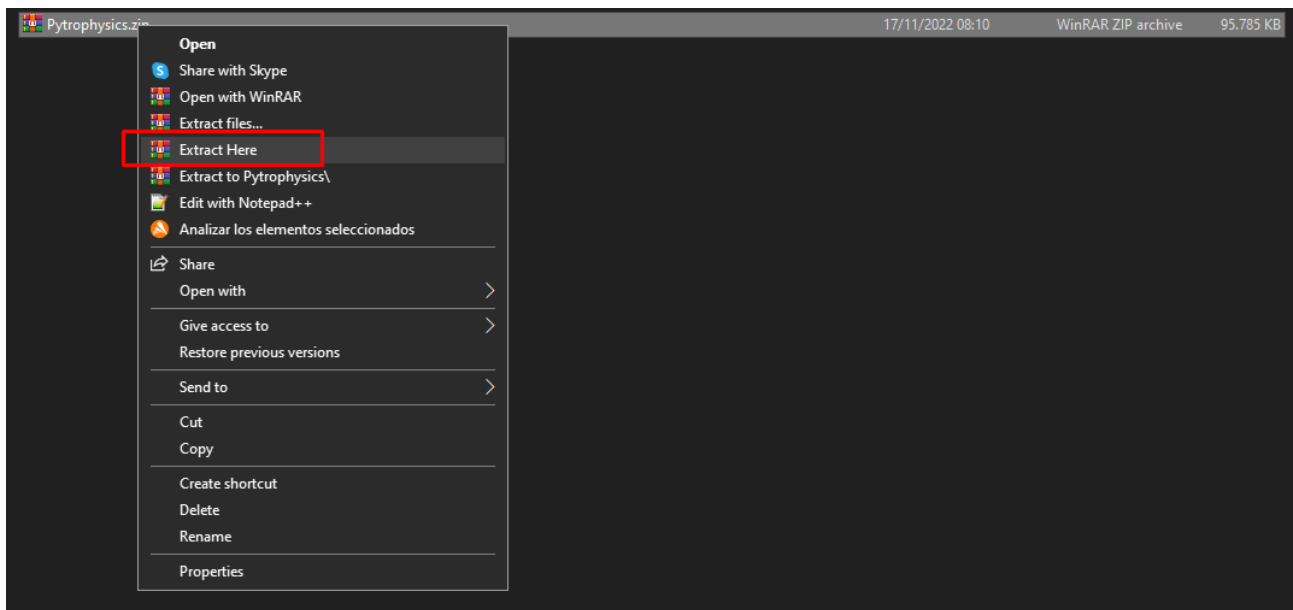 Pytrophysics.zip 17/11/2022 08:10 WinRAR ZIP archive 95.785 KB
Open
Share with Skype
Open with WinRAR
Extract files...
Extract Here
Extract to Pytrophysics\
Edit with Notepad++
Analizar los elementos seleccionados
Share
Open with
Give access to
Restore previous versions
Send to
Cut
Copy
Create shortcut
Delete
Rename
Properties